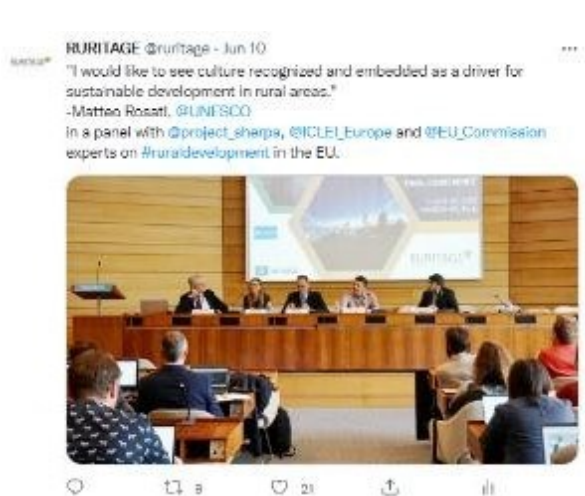 RURITAGE @ruritage - Jun 10
"I would like to see culture recognized and embedded as a driver for
sustainable development in rural areas."
-Matteo Rosati, @UNESCO
in a panel with @project_sherpa, @ICLEI_Europe and @EU_Commission
experts on #ruraldevelopment in the EU.
RURITAGE
9 21